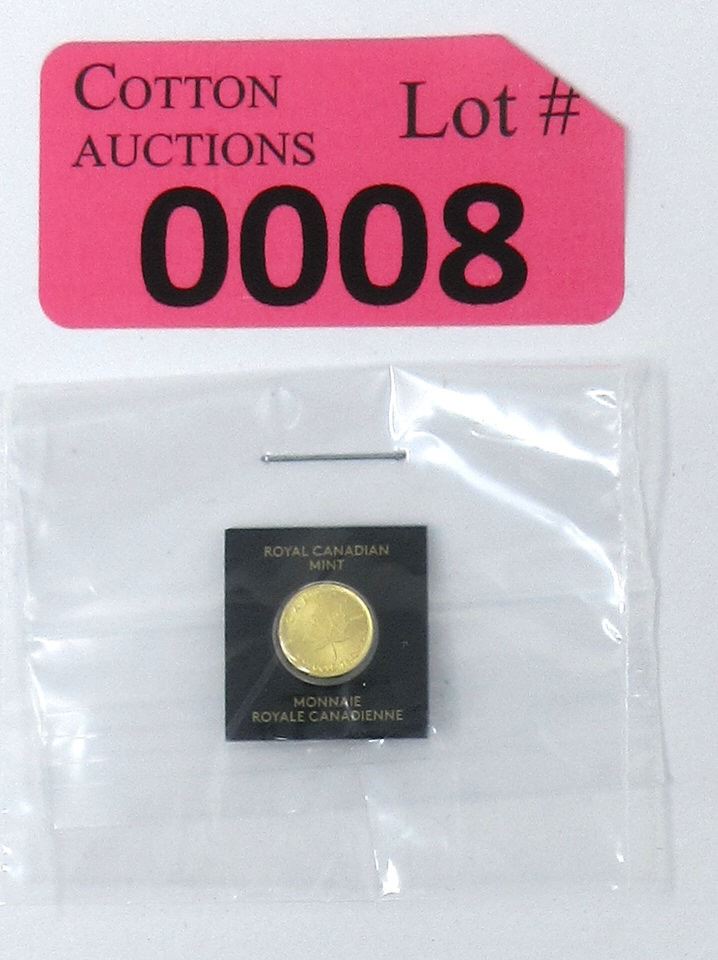 COTTON
AUCTIONS
Lot #
0008
ROYAL CANADIAN
MINT
MONNAIE
ROYALE CANADIENNE